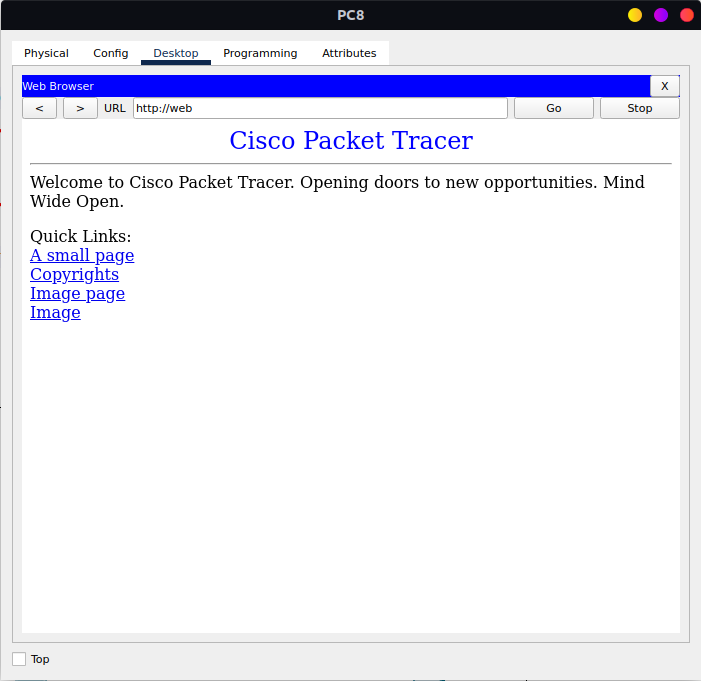 PC8
Physical Config Desktop Programming Attributes
Web Browser X
< > URL http://web Go Stop
Cisco Packet Tracer
Welcome to Cisco Packet Tracer. Opening doors to new opportunities. Mind
Wide Open.
Quick Links:
A small page
Copyrights
Image page
Image
Top